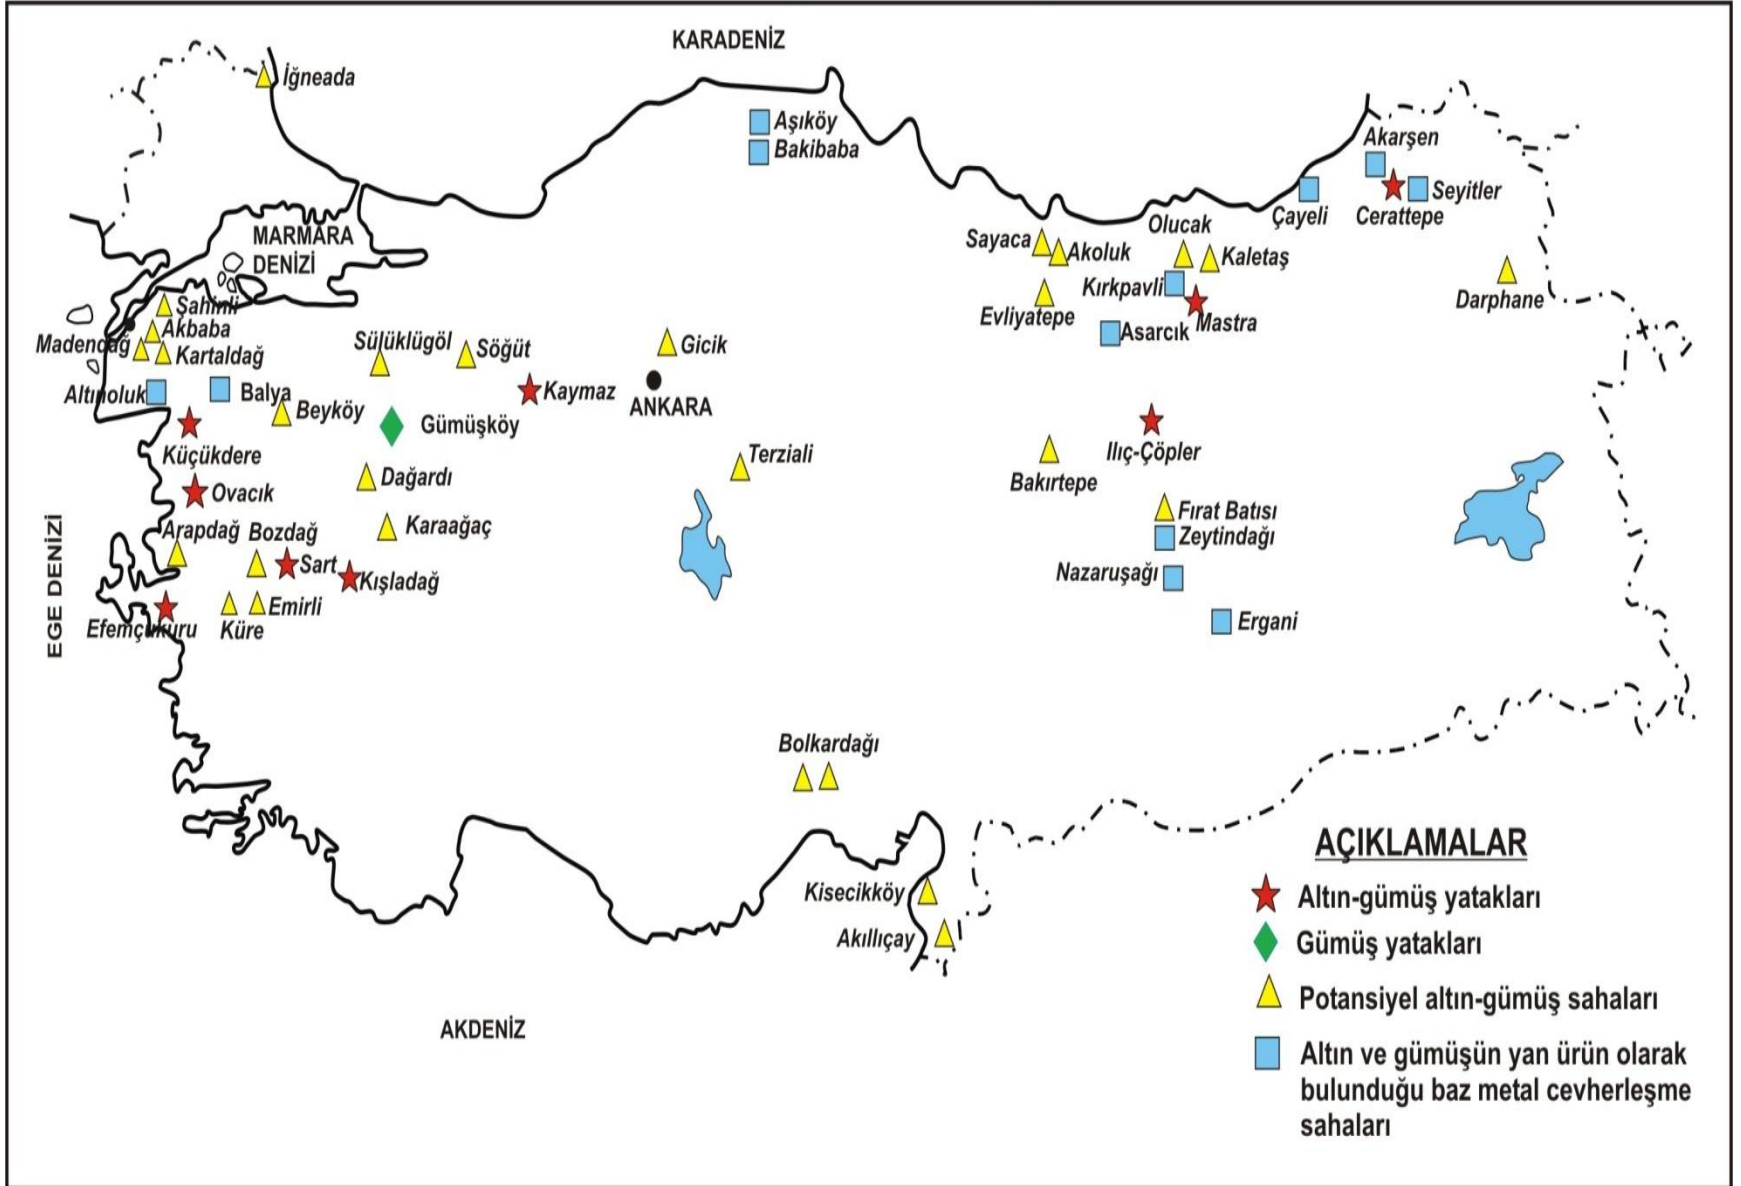 KARADENİZ
İğneada
Aşıköy
Bakibaba
Akarşen
Seyitler
Çayeli
Cerattepe
MARMARA
DENİZİ
Sayaca
Akoluk
Olucak
Kaletaş
Kırkpavli
Darphane
Şahinli
Akbaba
Madendağ
Kartaldağ
Evliyatepe
Asarcık
Mastra
Sülüklügöl
Söğüt
Gicik
Altınoluk
Balya
Beyköy
Kaymaz
ANKARA
Gümüşköy
Küçükdere
Ilıç-Çöpler
Terziali
Bakırtepe
Dağardı
Ovacık
Fırat Batısı
Zeytindağı
Karaağaç
Arapdağ
Bozdağ
Sart
Kışladağ
Nazaruşağı
EGE DENİZİ
Efemçukuru
Küre
Emirli
Ergani
Bolkardağı
Kisecikköy
Akıllıçay
AKDENİZ
AÇIKLAMALAR
Altın-gümüş yatakları
Gümüş yatakları
Potansiyel altın-gümüş sahaları
Altın ve gümüşün yan ürün olarak
bulunduğu baz metal cevherleşme
sahaları